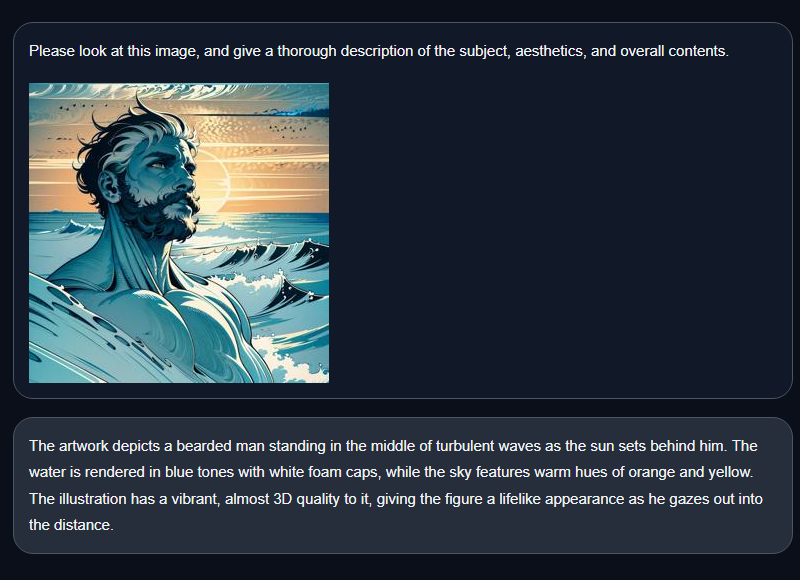 Please look at this image, and give a thorough description of the subject, aesthetics, and overall contents.
The artwork depicts a bearded man standing in the middle of turbulent waves as the sun sets behind him. The
water is rendered in blue tones with white foam caps, while the sky features warm hues of orange and yellow.
The illustration has a vibrant, almost 3D quality to it, giving the figure a lifelike appearance as he gazes out into
the distance.